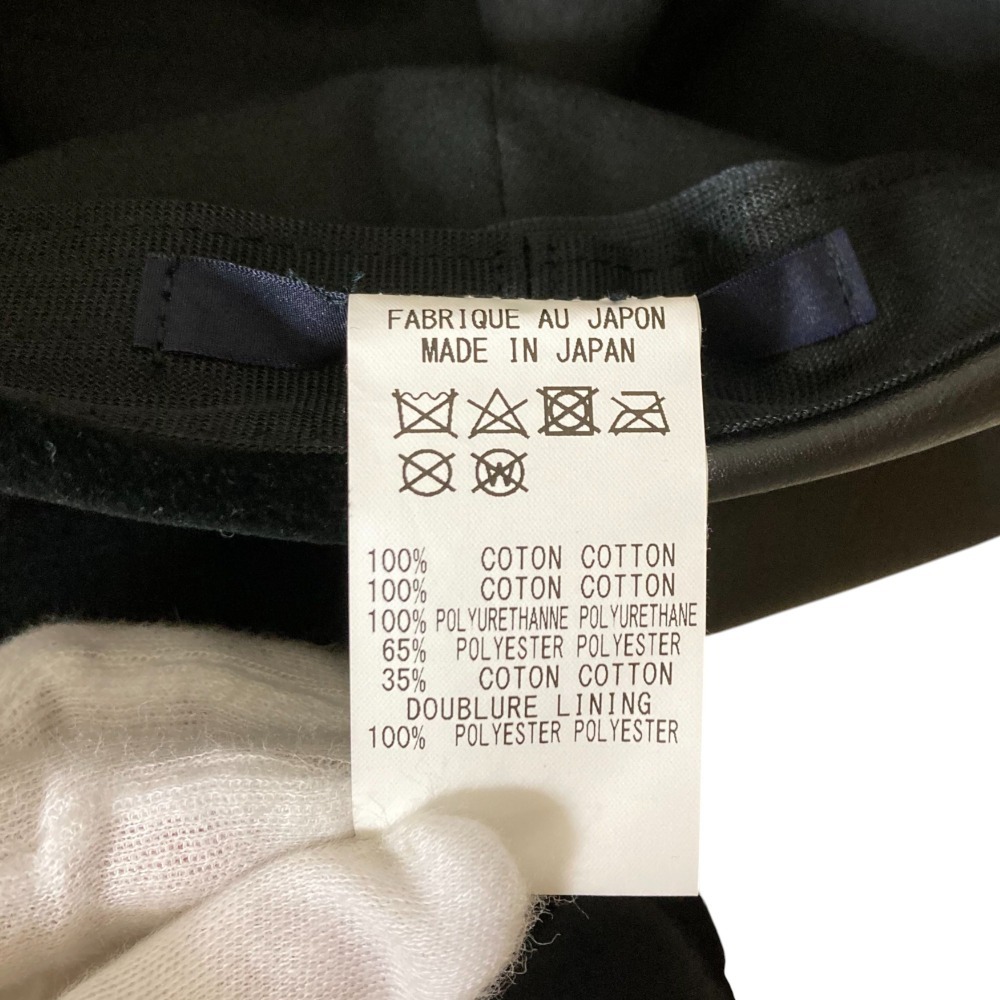 FABRIQUE AU JAPON
MADE IN JAPAN
W
100% COTON COTTON
100% COTON COTTON
100% POLYURETHANNE POLYURETHANE
65% POLYESTER POLYESTER
35% COTON COTTON
DOUBLURE LINING
100% POLYESTER POLYESTER